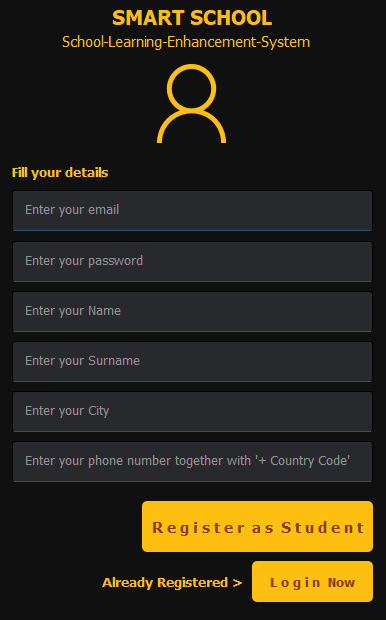 SMART SCHOOL
School-Learning-Enhancement-System
Fill your details
Enter your email
Enter your password
Enter your Name
Enter your Surname
Enter your City
Enter your phone number together with '+ Country Code'
Register as Student
Already Registered > Login Now